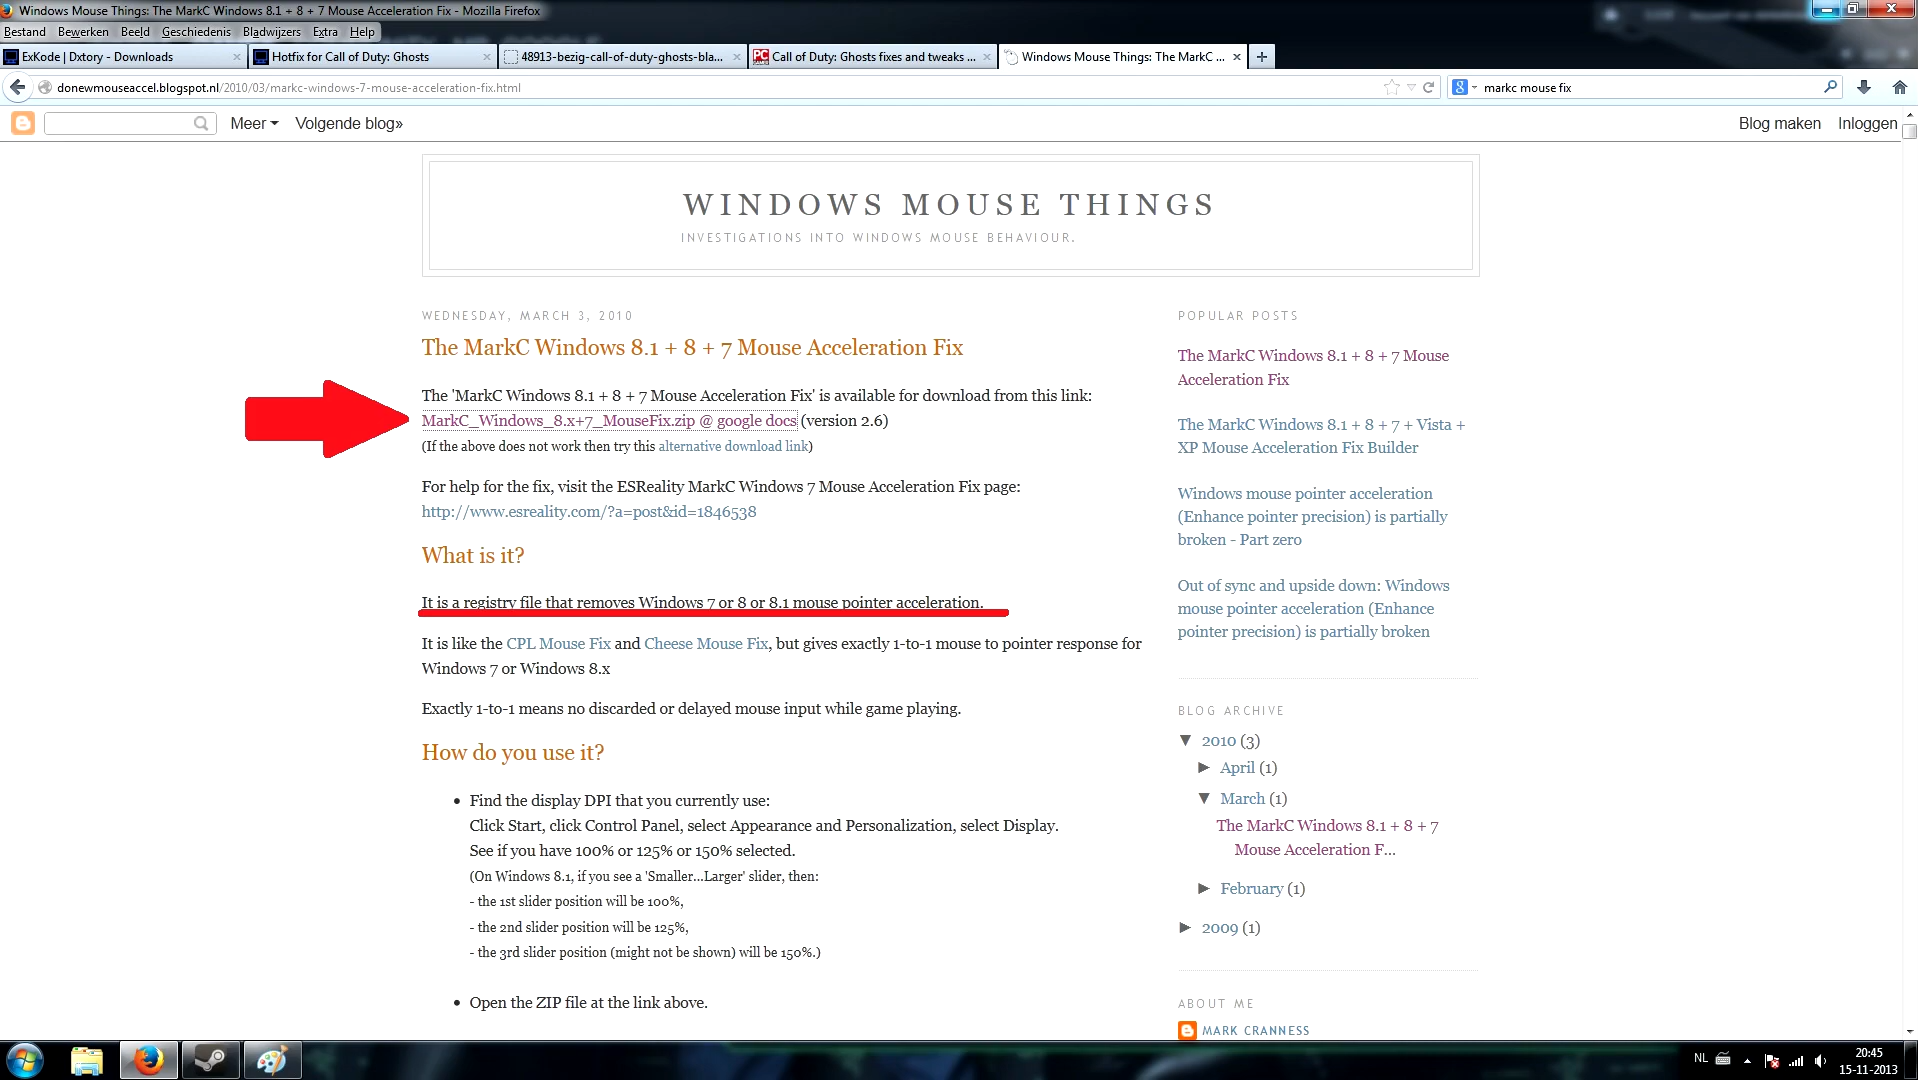 Windows Mouse Things: The MarkC Windows 8.1 + 8 + 7 Mouse Acceleration Fix - Mozilla Firefox
Bestand Bewerken Beeld Geschiedenis Bladwijzers Extra Help
ExKode | Dxtory - Downloads
Hotfix for Call of Duty: Ghosts
48913-bezig-call-of-duty-ghosts-bla...
Call of Duty: Ghosts fixes and tweaks ...
Windows Mouse Things: The MarkC ...
donewmouseaccel.blogspot.nl/2010/03/markc-windows-7-mouse-acceleration-fix.html
markc mouse fix
Meer Volgende blog»
Blog maken Inloggen
WINDOWS MOUSE THINGS
INVESTIGATIONS INTO WINDOWS MOUSE BEHAVIOUR.
WEDNESDAY, MARCH 3, 2010
The MarkC Windows 8.1 + 8 + 7 Mouse Acceleration Fix
The 'MarkC Windows 8.1 + 8 + 7 Mouse Acceleration Fix' is available for download from this link:
MarkC_Windows_8.x+7_MouseFix.zip @ google docs (version 2.6)
(If the above does not work then try this alternative download link)
For help for the fix, visit the ESReality MarkC Windows 7 Mouse Acceleration Fix page:
http://www.esreality.com/?a=post&id=1846538
What is it?
It is a registry file that removes Windows 7 or 8 or 8.1 mouse pointer acceleration.
It is like the CPL Mouse Fix and Cheese Mouse Fix, but gives exactly 1-to-1 mouse to pointer response for
Windows 7 or Windows 8.x
Exactly 1-to-1 means no discarded or delayed mouse input while game playing.
How do you use it?
• Find the display DPI that you currently use:
Click Start, click Control Panel, select Appearance and Personalization, select Display.
See if you have 100% or 125% or 150% selected.
(On Windows 8.1, if you see a 'Smaller...Larger' slider, then:
- the 1st slider position will be 100%,
- the 2nd slider position will be 125%,
- the 3rd slider position (might not be shown) will be 150%.)
• Open the ZIP file at the link above.
POPULAR POSTS
The MarkC Windows 8.1 + 8 + 7 Mouse
Acceleration Fix
The MarkC Windows 8.1 + 8 + 7 + Vista +
XP Mouse Acceleration Fix Builder
Windows mouse pointer acceleration
(Enhance pointer precision) is partially
broken - Part zero
Out of sync and upside down: Windows
mouse pointer acceleration (Enhance
pointer precision) is partially broken
BLOG ARCHIVE
▼ 2010 (3)
► April (1)
▼ March (1)
The MarkC Windows 8.1 + 8 + 7
Mouse Acceleration F...
► February (1)
► 2009 (1)
ABOUT ME
MARK CRANNESS
NL
20:45
15-11-2013